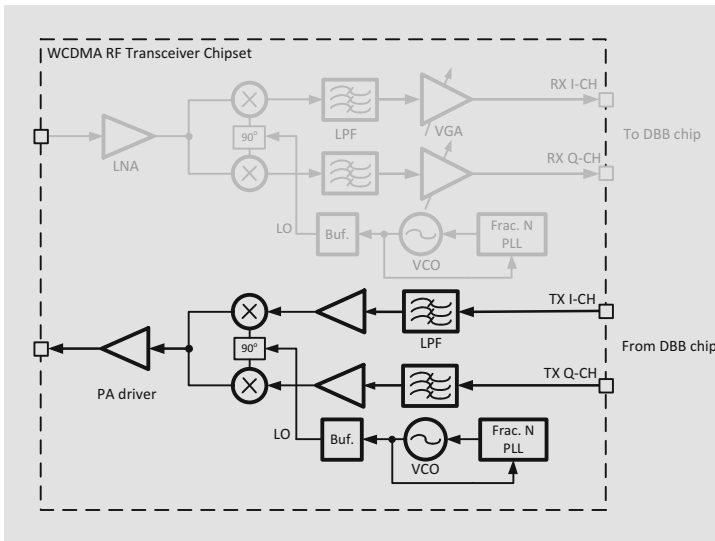 WCDMA RF Transceiver Chipset
RX I-CH
LPF
VGA
90°
To DBB chip
LNA
RX Q-CH
LO
Buf.
Frac. N
PLL
VCO
TX I-CH
LPF
90°
From DBB chip
PA driver
TX Q-CH
LO
Buf.
Frac. N
PLL
VCO